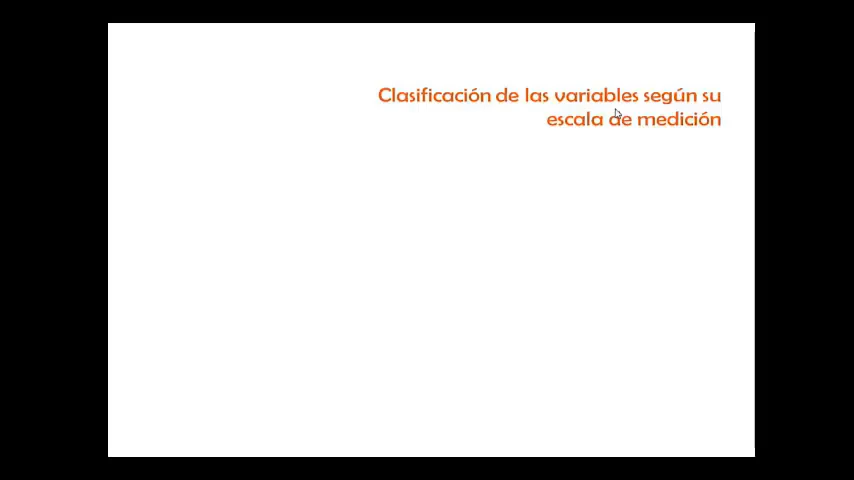 Clasificación de las variables según su
escala de medición